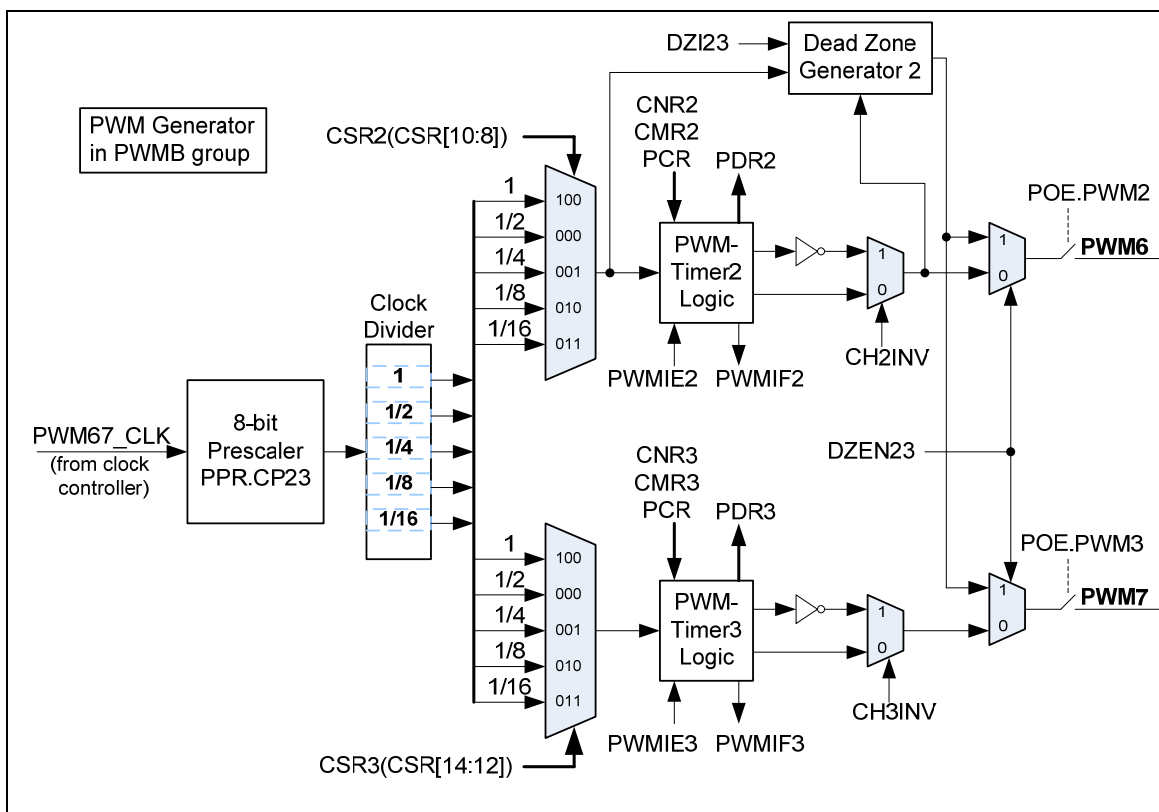 PWM Generator
in PWMB group
DZI23
Dead Zone
Generator 2
CSR2(CSR[10:8])
CNR2
CMR2
PCR
PDR2
1
1/2
1/4
1/8
1/16
100
000
001
010
011
PWM-
Timer2
Logic
1
0
CH2INV
PWMIE2
PWMIF2
1
0
POE.PWM2
PWM6
Clock
Divider
1
1/2
1/4
1/8
1/16
PWM67_CLK
(from clock
controller)
8-bit
Prescaler
PPR.CP23
DZEN23
CNR3
CMR3
PCR
PDR3
1
1/2
1/4
1/8
1/16
100
000
001
010
011
PWM-
Timer3
Logic
1
0
CH3INV
PWMIE3
PWMIF3
1
0
POE.PWM3
PWM7
CSR3(CSR[14:12])